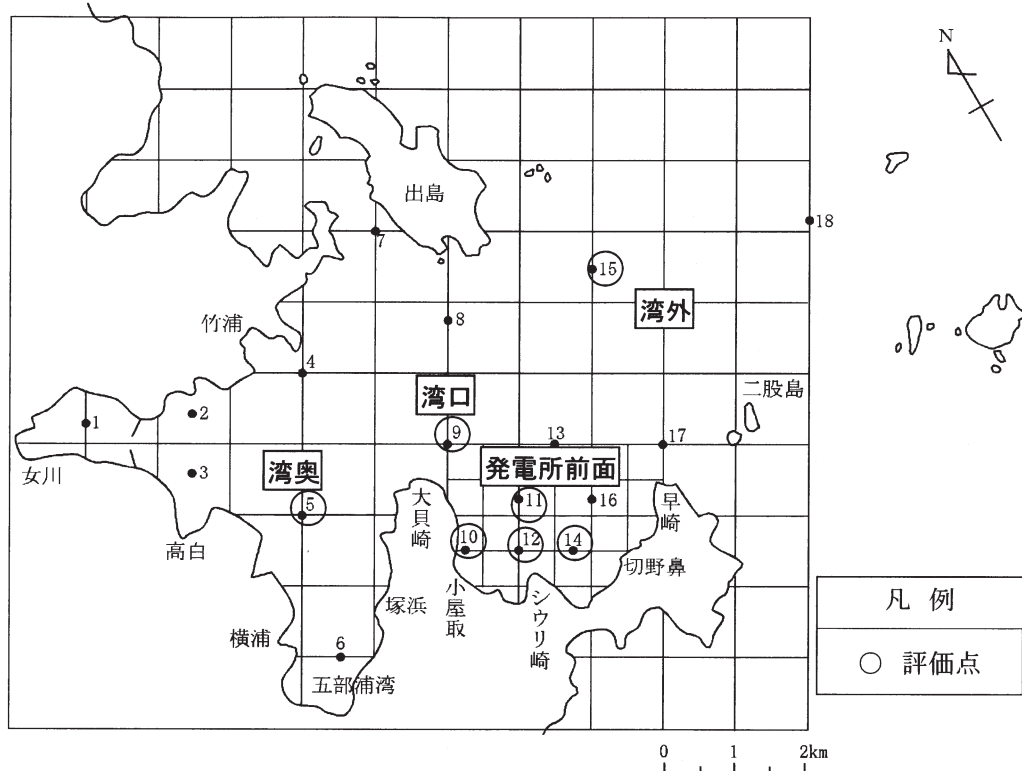 N
出島
18
7
15
湾外
8
竹浦
4
二股島
湾口
1
2
9
13
17
女川
3
湾奥
発電所前面
5
大貝崎
11
16
早崎
高白
10
12
14
切野鼻
小屋取
シウリ崎
塚浜
横浦
6
五部浦湾
凡 例
○ 評価点
0 1 2km